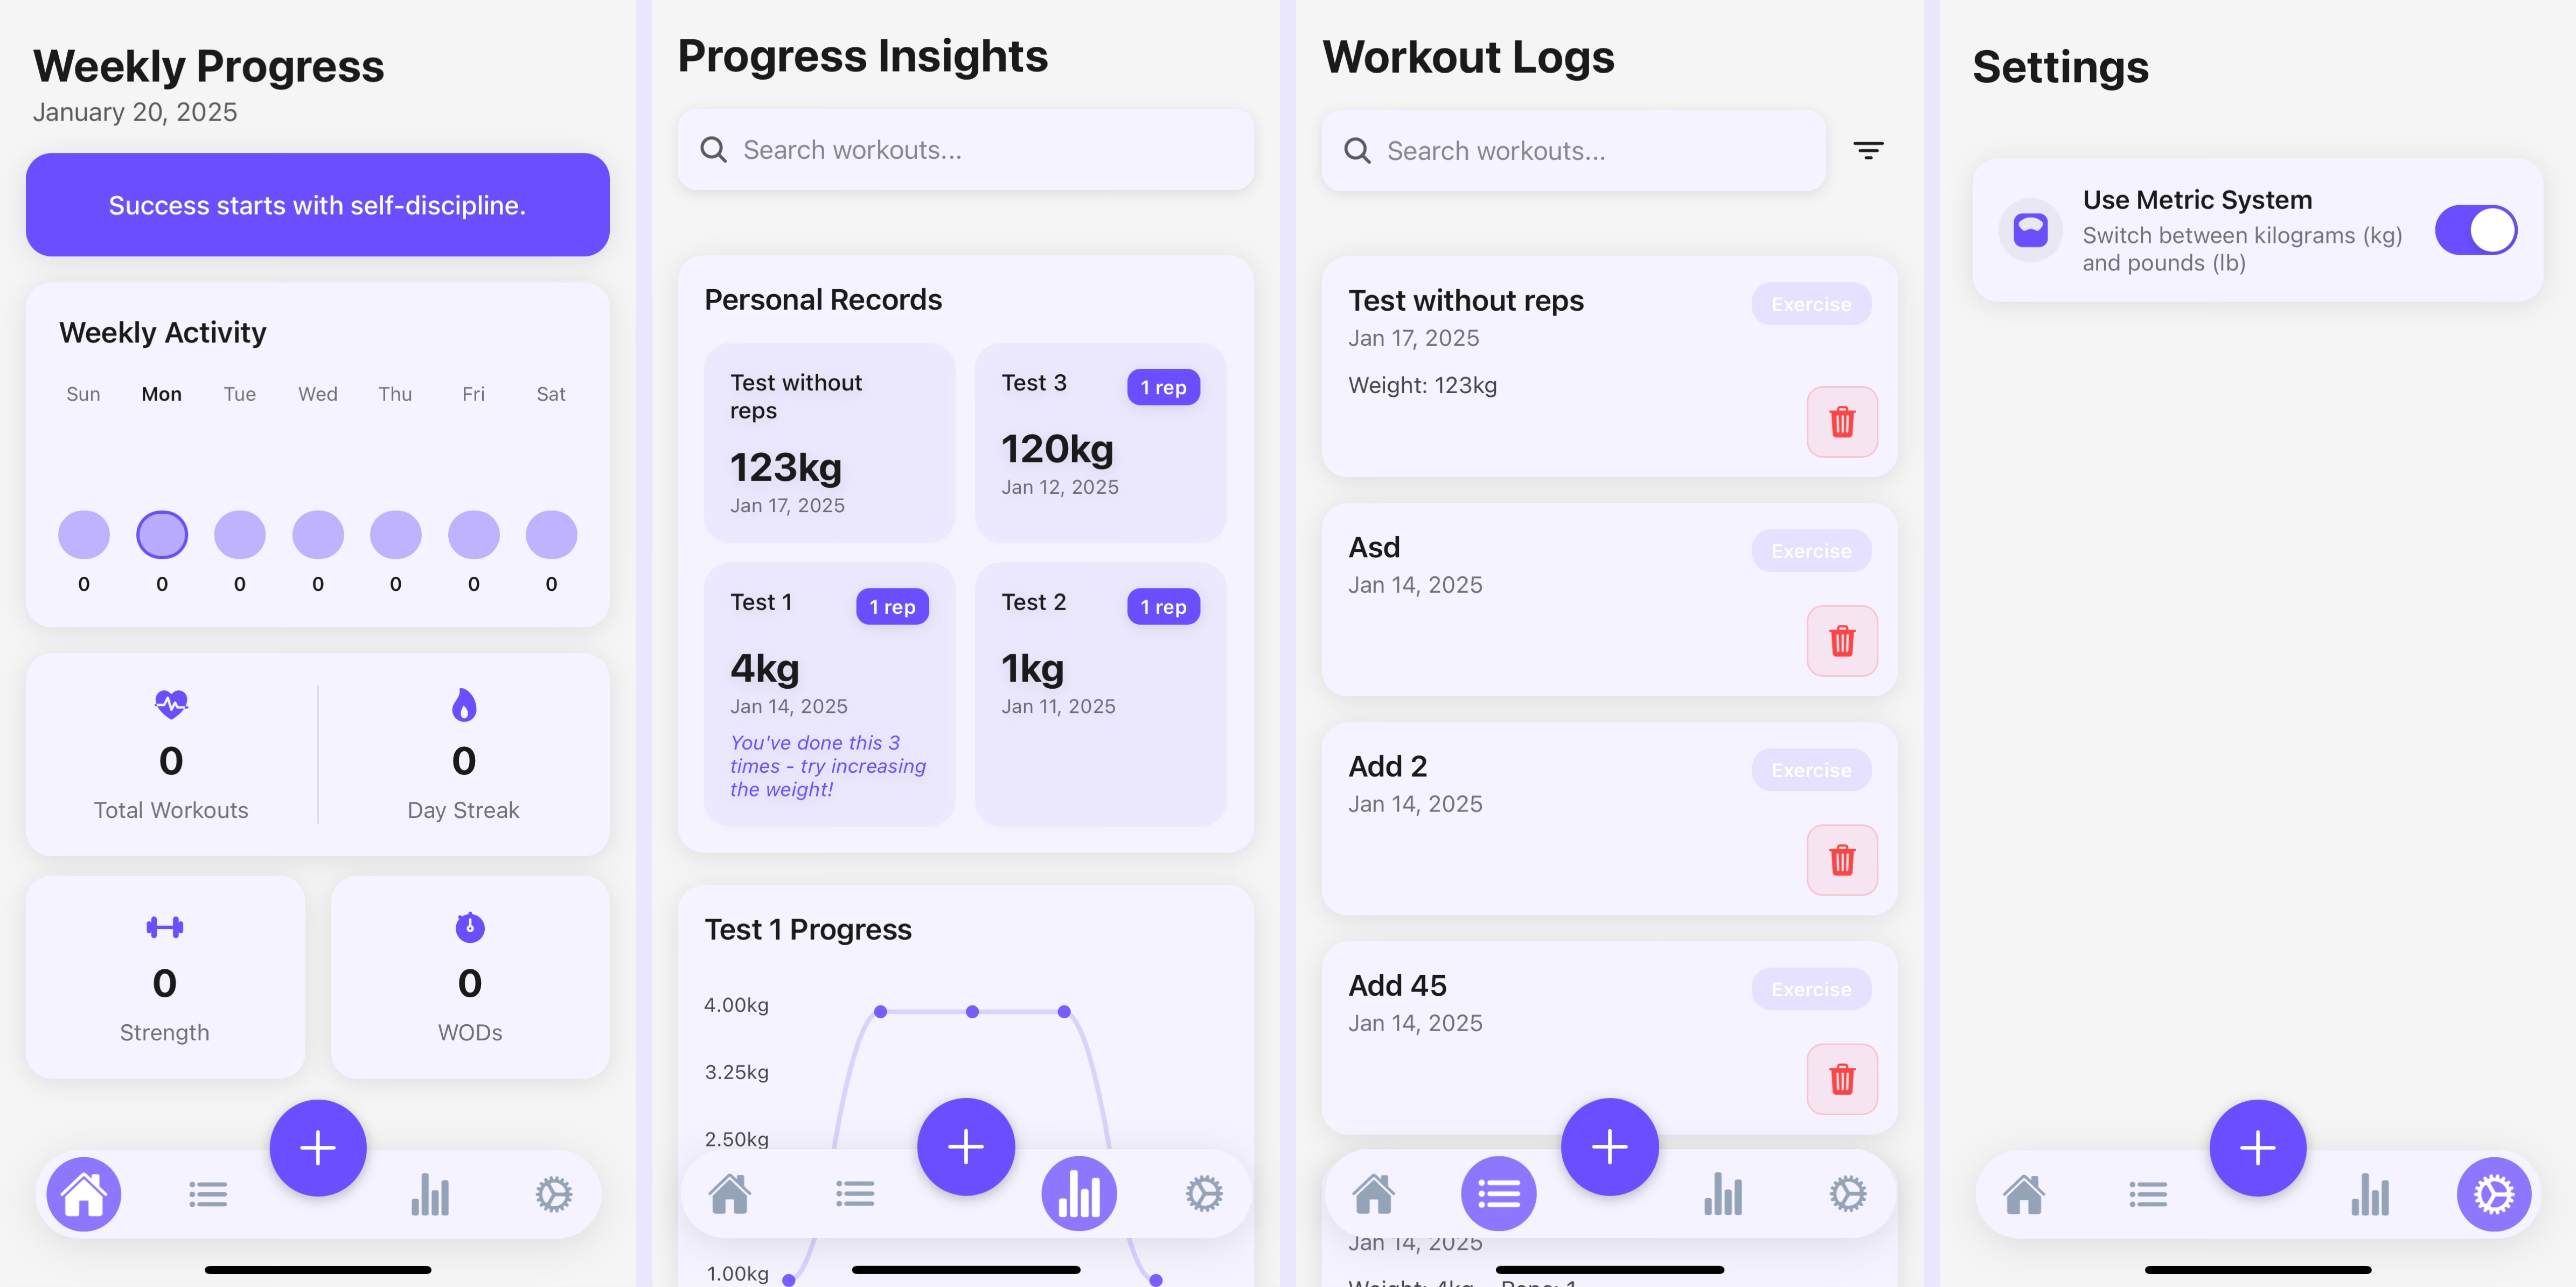 Weekly Progress
January 20, 2025
Success starts with self-discipline.
Weekly Activity
Sun Mon Tue Wed Thu Fri Sat
0 0 0 0 0 0 0
0 0
Total Workouts Day Streak
0 0
Strength WODs
Progress Insights
Search workouts...
Personal Records
Test without
reps
123kg
Jan 17, 2025
Test 3 1 rep
120kg
Jan 12, 2025
Test 1 1 rep
4kg
Jan 14, 2025
You've done this 3
times - try increasing
the weight!
Test 2 1 rep
1kg
Jan 11, 2025
Test 1 Progress
4.00kg
3.25kg
2.50kg
1.00kg
Workout Logs
Search workouts...
Test without reps Exercise
Jan 17, 2025
Weight: 123kg
Asd Exercise
Jan 14, 2025
Add 2 Exercise
Jan 14, 2025
Add 45 Exercise
Jan 14, 2025
Jan 14, 2025
Weight: 4kg Reps: 1
Settings
Use Metric System
Switch between kilograms (kg)
and pounds (lb)